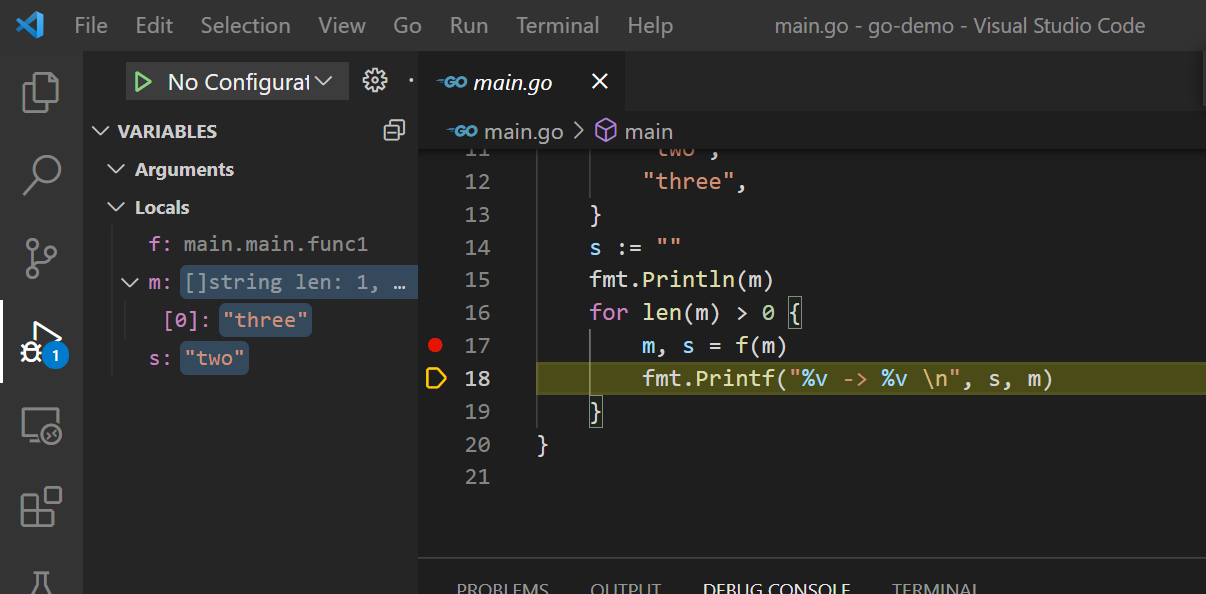 File Edit Selection View Go Run Terminal Help main.go - go-demo - Visual Studio Code
No Configurat
VARIABLES
Arguments
Locals
f: main.main.func1
m: []string len: 1, …
[0]: "three"
s: "two"
1
GO main.go
GO main.go > main
11 "two",
12 "three",
13 }
14 s := ""
15 fmt.Println(m)
16 for len(m) > 0 {
17 m, s = f(m)
18 fmt.Printf("%v -> %v \n", s, m)
19 }
20 }
21
PROBLEMS OUTPUT DEBUG CONSOLE TERMINAL